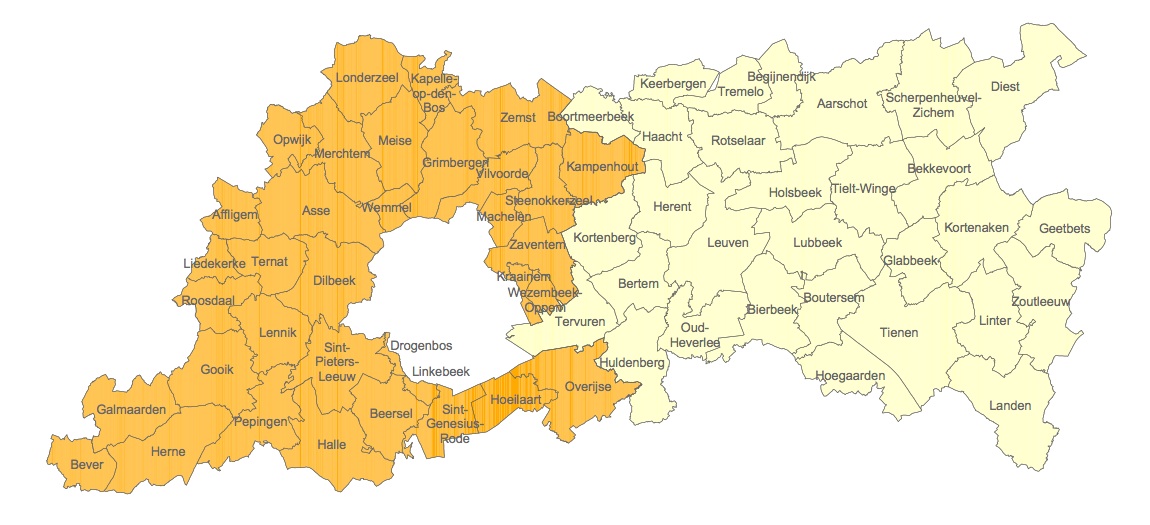 Londerzeel
Kapelle-
op-den-
Bos
Keerbergen
Begijnendijk
Tremelo
Diest
Aarschot
Scherpenheuvel-
Zichem
Zemst
Boortmeerbeek
Haacht
Rotselaar
Opwijk
Merchtem
Meise
Grimbergen
Vilvoorde
Kampenhout
Bekkevoort
Holsbeek
Tielt-Winge
Affligem
Asse
Wemmel
Steenokkerzeel
Machelen
Herent
Kortenberg
Leuven
Lubbeek
Kortenaken
Geetbets
Zaventem
Liedekerke
Ternat
Dilbeek
Kraainem
Wezembeek-
Oppem
Bertem
Glabbeek
Roosdaal
Boutersem
Bierbeek
Zoutleeuw
Lennik
Tervuren
Oud-
Heverlee
Tienen
Linter
Sint-
Pieters-
Leeuw
Drogenbos
Linkebeek
Huldenberg
Gooik
Hoegaarden
Overijse
Hoeilaart
Galmaarden
Pepingen
Beersel
Sint-
Genesius-
Rode
Landen
Halle
Herne
Bever